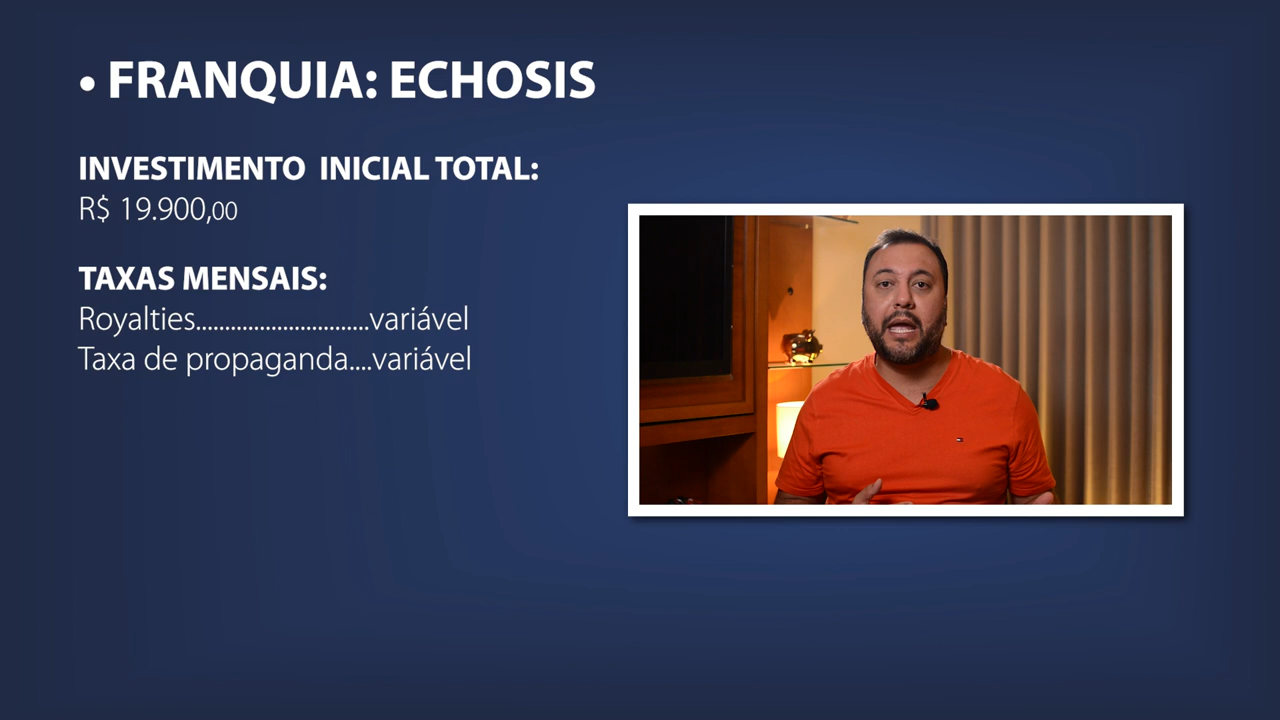 • FRANQUIA: ECHOSIS
INVESTIMENTO INICIAL TOTAL:
R$ 19.900,00
TAXAS MENSAIS:
Royalties..............................variável
Taxa de propaganda....variável